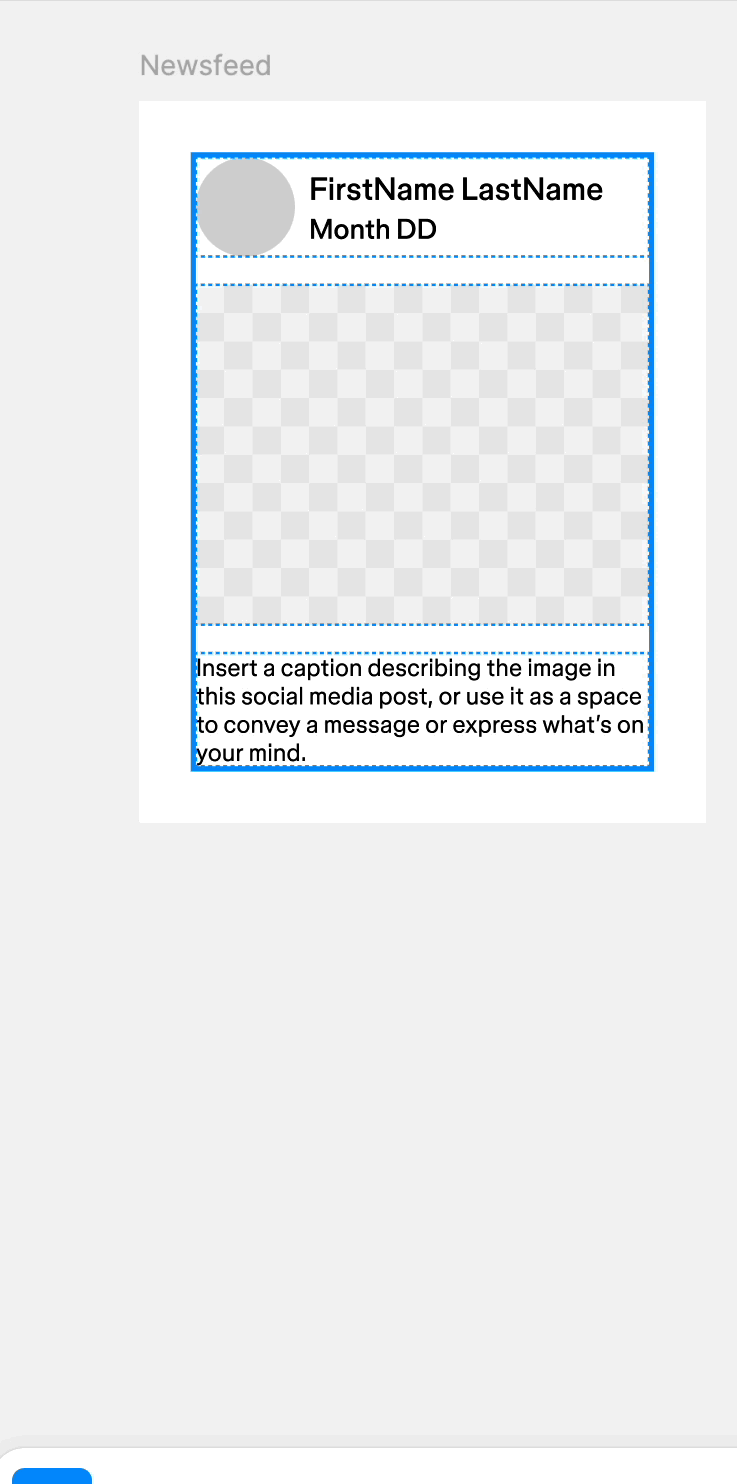 Newsfeed
FirstName LastName
Month DD
Insert a caption describing the image in
this social media post, or use it as a space
to convey a message or express what’s on
your mind.